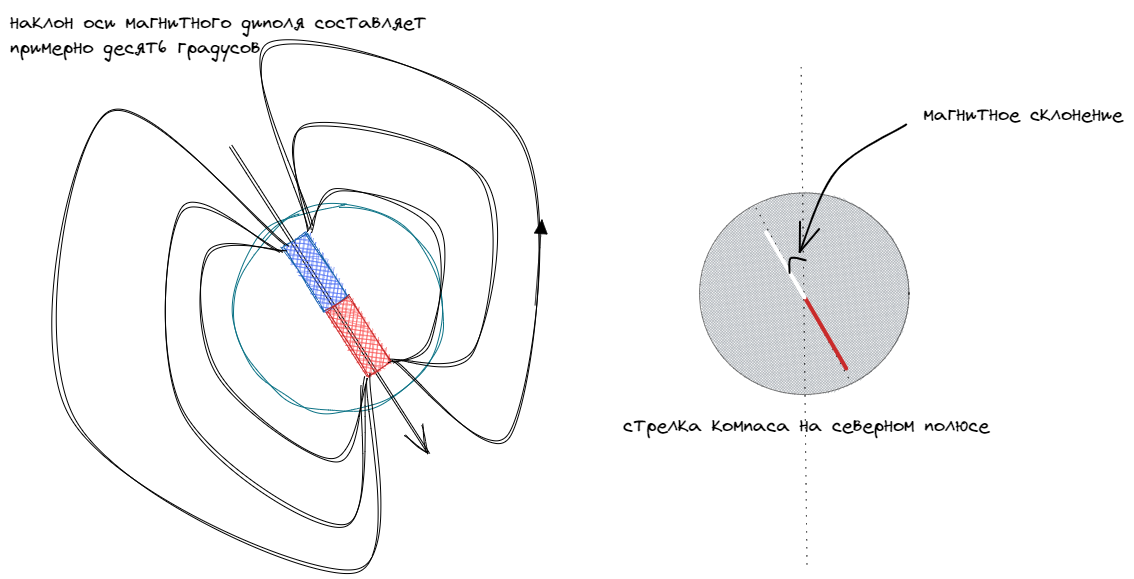 наклон оси магнитного диполя составляет
примерно десять градусов
магнитное склонение
стрелка компаса на северном полюсе